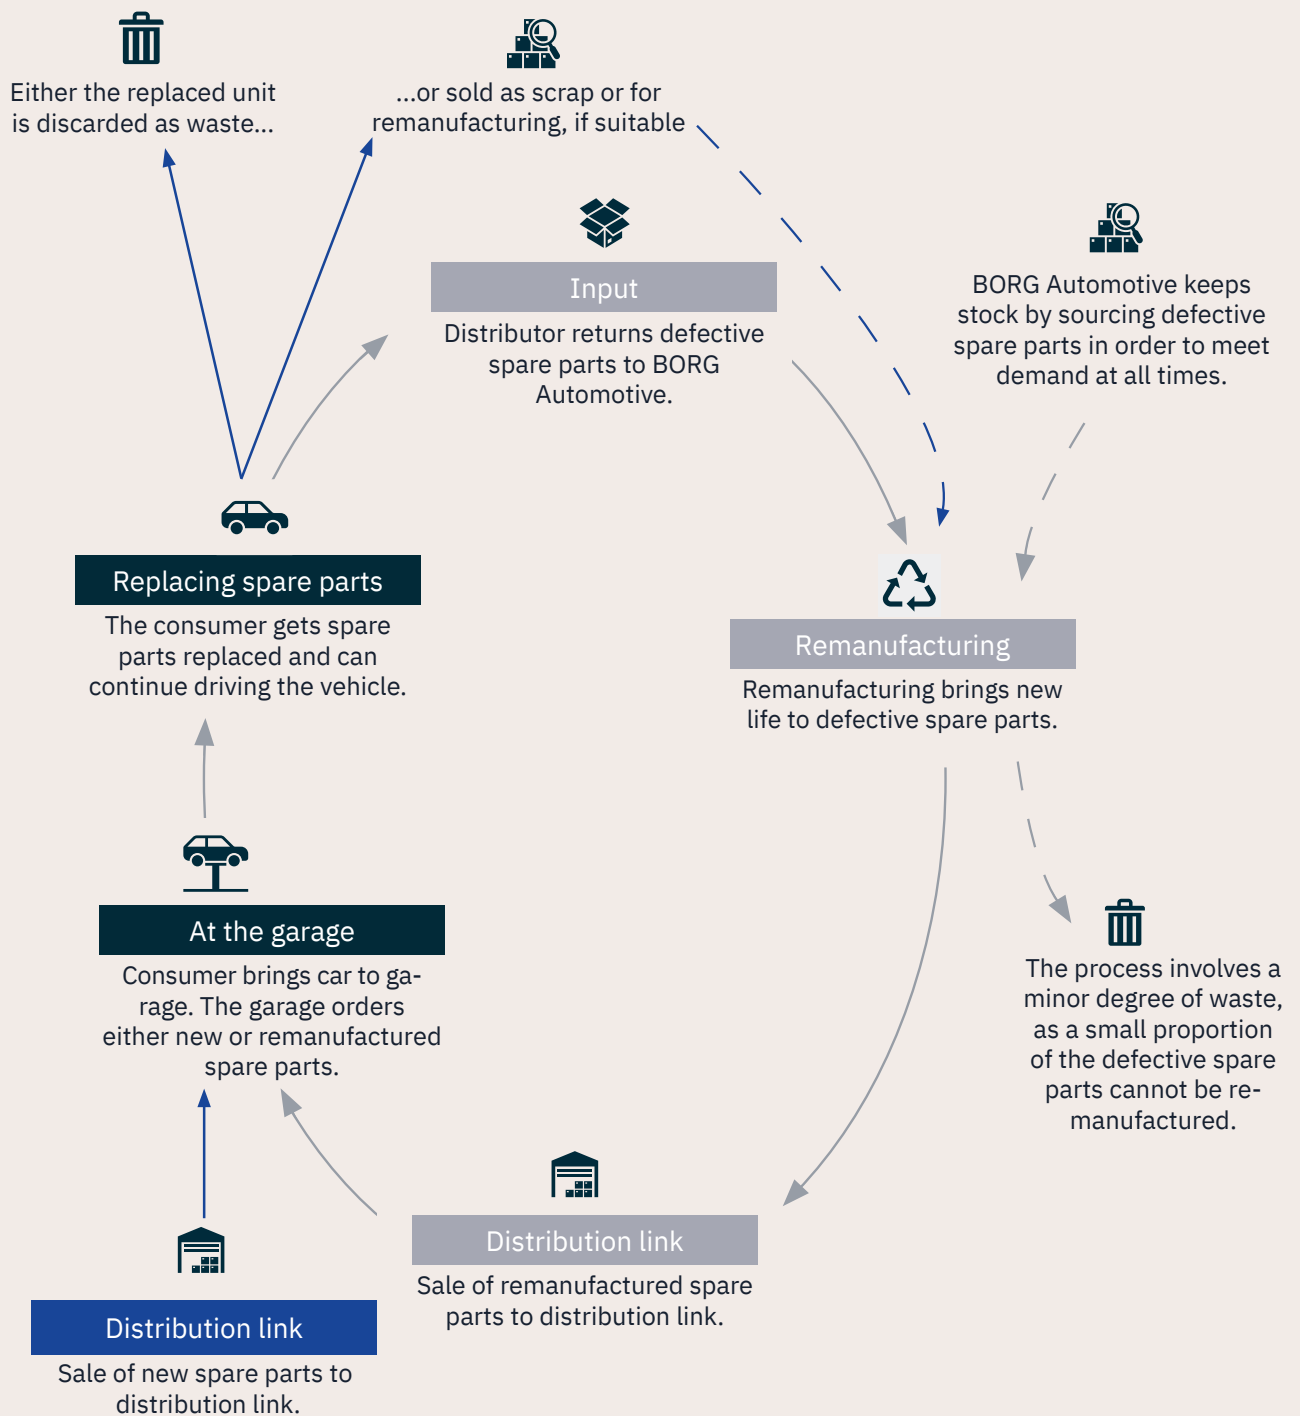 Either the replaced unit
is discarded as waste...
...or sold as scrap or for
remanufacturing, if suitable
Input
Distributor returns defective
spare parts to BORG
Automotive.
BORG Automotive keeps
stock by sourcing defective
spare parts in order to meet
demand at all times.
Replacing spare parts
The consumer gets spare
parts replaced and can
continue driving the vehicle.
Remanufacturing
Remanufacturing brings new
life to defective spare parts.
At the garage
Consumer brings car to ga-
rage. The garage orders
either new or remanufactured
spare parts.
The process involves a
minor degree of waste,
as a small proportion
of the defective spare
parts cannot be re-
manufactured.
Distribution link
Sale of remanufactured spare
parts to distribution link.
Distribution link
Sale of new spare parts to
distribution link.